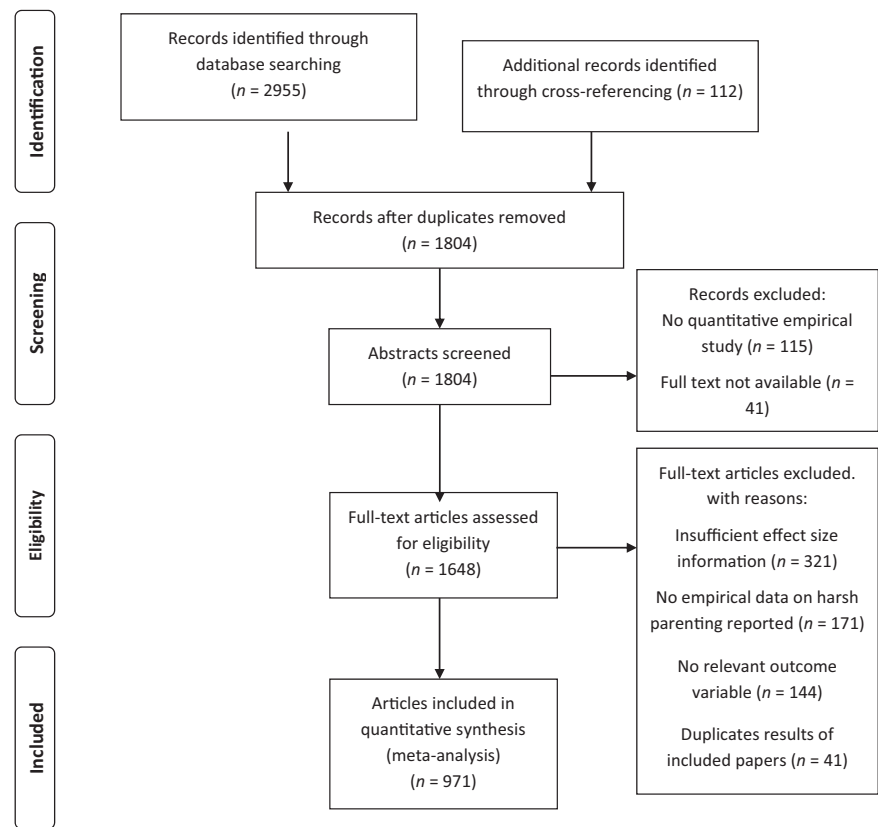 Identification
Records identified through
database searching
(n = 2955)
Additional records identified
through cross-referencing (n = 112)
Records after duplicates removed
(n = 1804)
Screening
Abstracts screened
(n = 1804)
Records excluded:
No quantitative empirical
study (n = 115)
Full text not available (n =
41)
Eligibility
Full-text articles assessed
for eligibility
(n = 1648)
Full-text articles excluded.
with reasons:
Insufficient effect size
information (n = 321)
No empirical data on harsh
parenting reported (n = 171)
No relevant outcome
variable (n = 144)
Duplicates results of
included papers (n = 41)
Included
Articles included in
quantitative synthesis
(meta-analysis)
(n = 971)